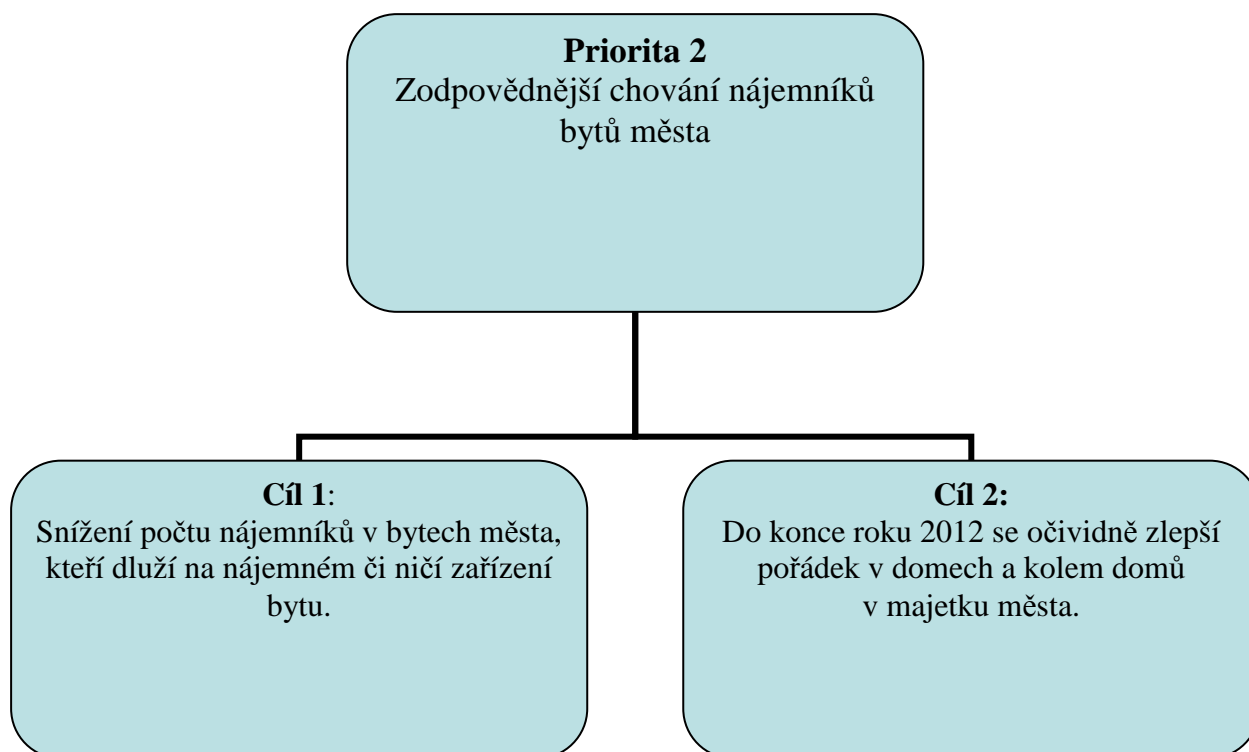 Priorita 2
Zodpovědnější chování nájemníků
bytů města
Cíl 1:
Snížení počtu nájemníků v bytech města,
kteří dluží na nájemném či ničí zařízení
bytu.
Cíl 2:
Do konce roku 2012 se očividně zlepší
pořádek v domech a kolem domů
v majetku města.